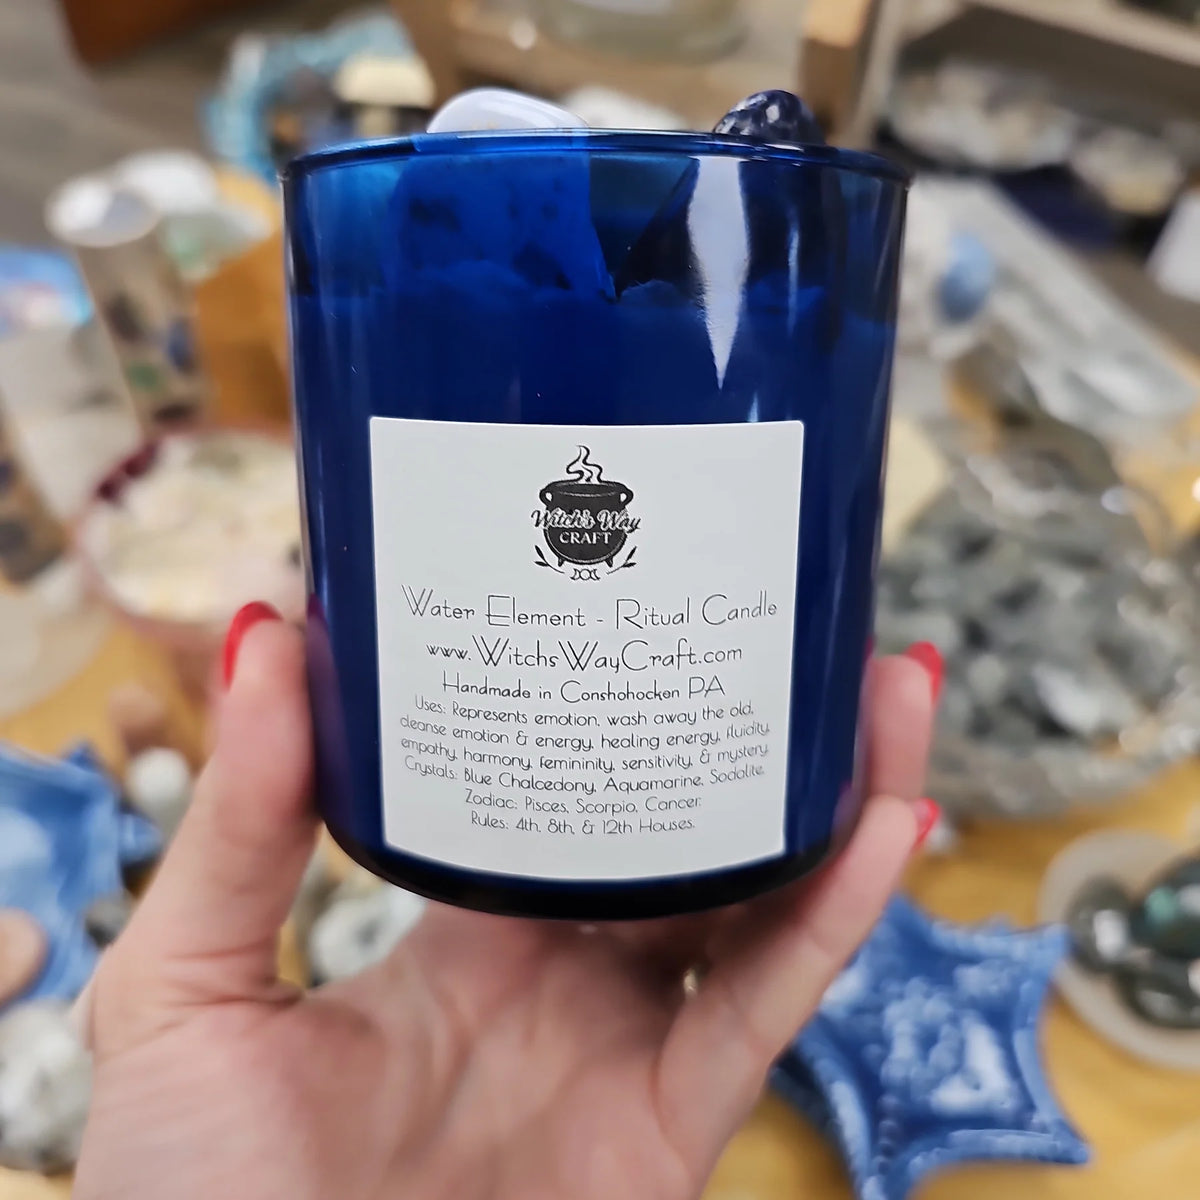 Witch's Way
CRAFT
Water Element - Ritual Candle
www.WitchsWayCraft.com
Handmade in Conshohocken PA
Uses: Represents emotion, wash away the old,
cleanse emotion & energy, healing energy, fluidity,
empathy, harmony, femininity, sensitivity, & mystery.
Crystals: Blue Chalcedony, Aquamarine, Sodalite.
Zodiac: Pisces, Scorpio, Cancer.
Rules: 4th, 8th, & 12th Houses.